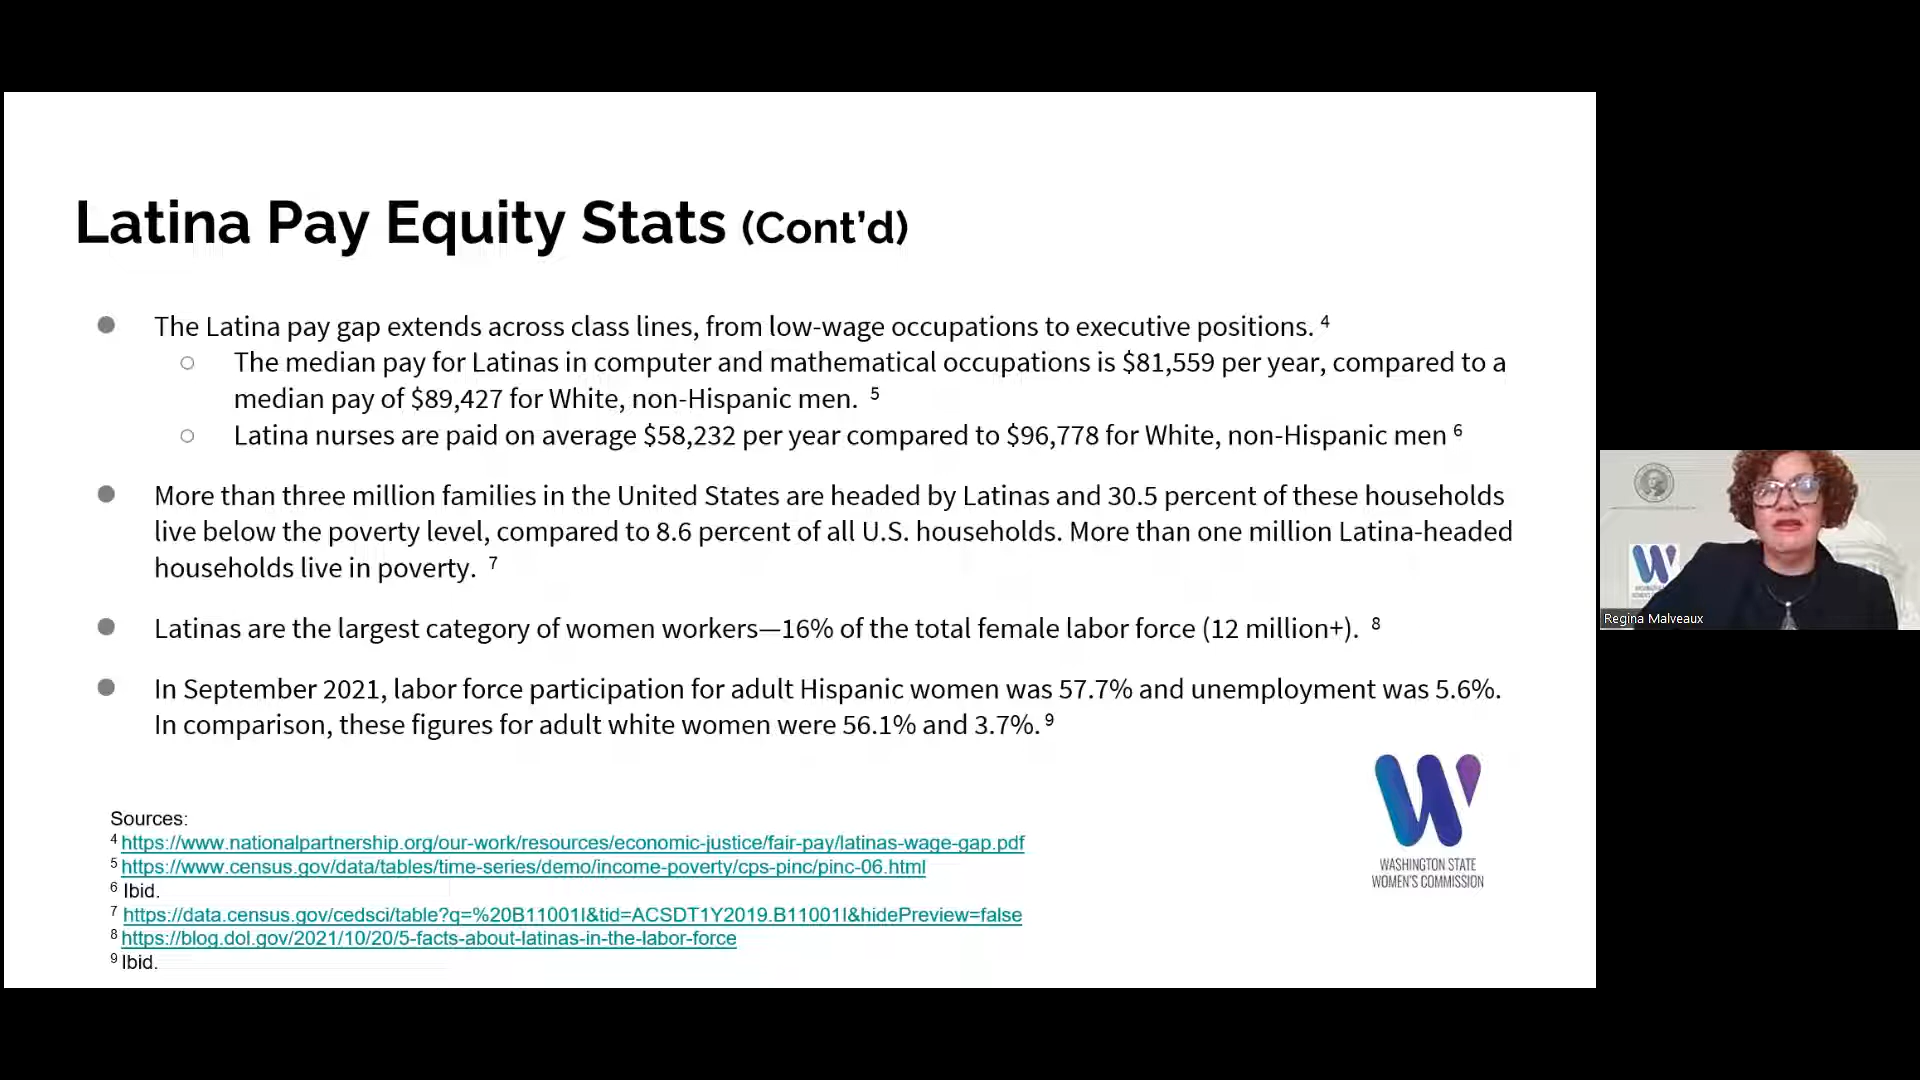 Latina Pay Equity Stats (Cont’d)
● The Latina pay gap extends across class lines, from low-wage occupations to executive positions. ⁴
○ The median pay for Latinas in computer and mathematical occupations is $81,559 per year, compared to a
median pay of $89,427 for White, non-Hispanic men. ⁵
○ Latina nurses are paid on average $58,232 per year compared to $96,778 for White, non-Hispanic men ⁶
● More than three million families in the United States are headed by Latinas and 30.5 percent of these households
live below the poverty level, compared to 8.6 percent of all U.S. households. More than one million Latina-headed
households live in poverty. ⁷
● Latinas are the largest category of women workers—16% of the total female labor force (12 million+). ⁸
● In September 2021, labor force participation for adult Hispanic women was 57.7% and unemployment was 5.6%.
In comparison, these figures for adult white women were 56.1% and 3.7%. ⁹
Sources:
⁴ https://www.nationalpartnership.org/our-work/resources/economic-justice/fair-pay/latinas-wage-gap.pdf
⁵ https://www.census.gov/data/tables/time-series/demo/income-poverty/cps-pinc/pinc-06.html
⁶ Ibid.
⁷ https://data.census.gov/cedsci/table?q=%20B11001I&tid=ACSDT1Y2019.B11001I&hidePreview=false
⁸ https://blog.dol.gov/2021/10/20/5-facts-about-latinas-in-the-labor-force
⁹ Ibid.
W
WASHINGTON STATE
WOMEN'S COMMISSION
W
Regina Malveaux